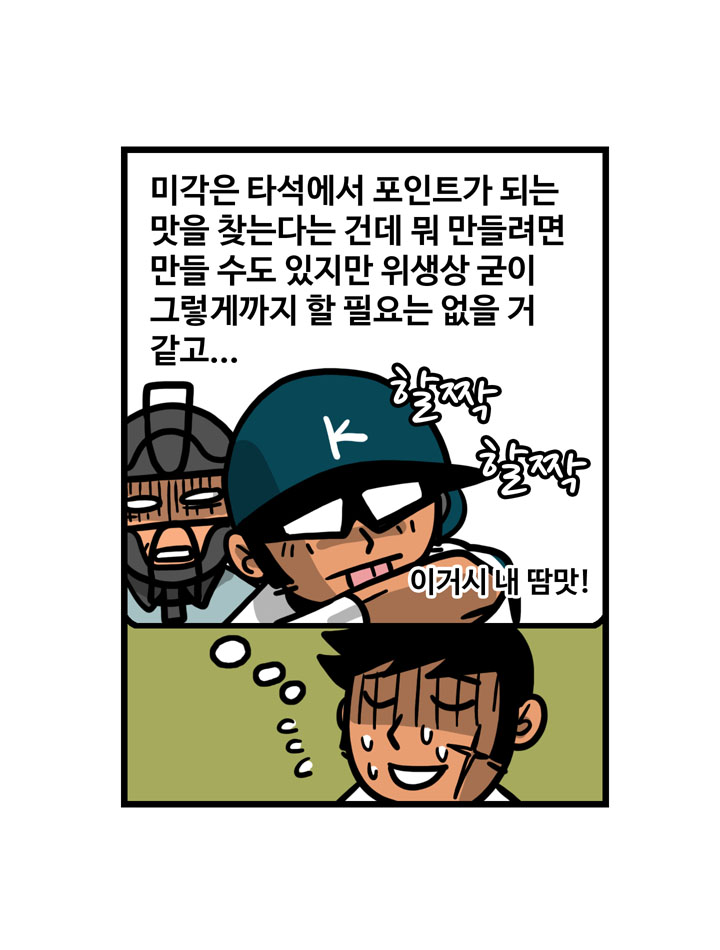 미각은 타석에서 포인트가 되는
맛을 찾는다는 건데 뭐 만들려면
만들 수도 있지만 위생상 굳이
그렇게까지 할 필요는 없을 거
같고...
할짝
K
할짝
이거시 내 땀맛!